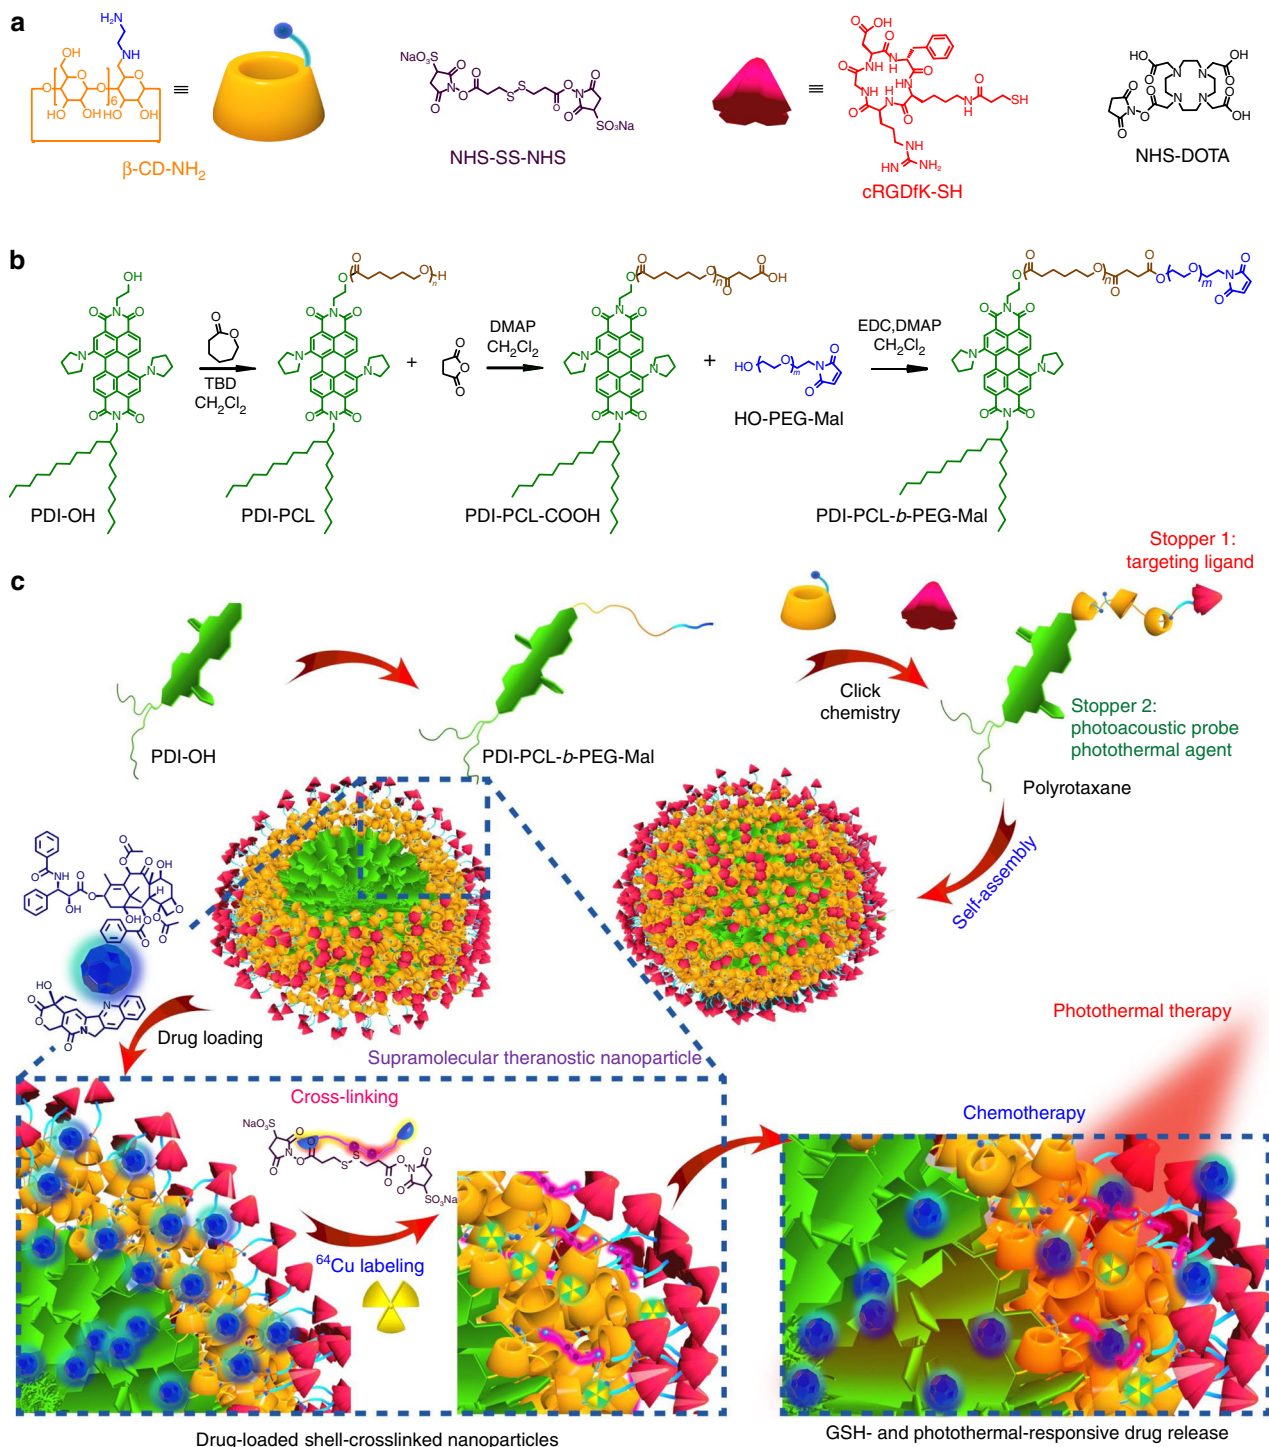 a
β-CD-NH2
NHS-SS-NHS
cRGDfK-SH
NHS-DOTA
b
TBD
CH2Cl2
+
DMAP
CH2Cl2
+
HO-PEG-Mal
EDC,DMAP
CH2Cl2
PDI-OH
PDI-PCL
PDI-PCL-COOH
PDI-PCL-b-PEG-Mal
c
Stopper 1:
targeting ligand
Click
chemistry
Stopper 2:
photoacoustic probe
photothermal agent
PDI-OH
PDI-PCL-b-PEG-Mal
Polyrotaxane
Self-assembly
Drug loading
Supramolecular theranostic nanoparticle
Photothermal therapy
Cross-linking
Chemotherapy
64Cu labeling
Drug-loaded shell-crosslinked nanoparticles
GSH- and photothermal-responsive drug release